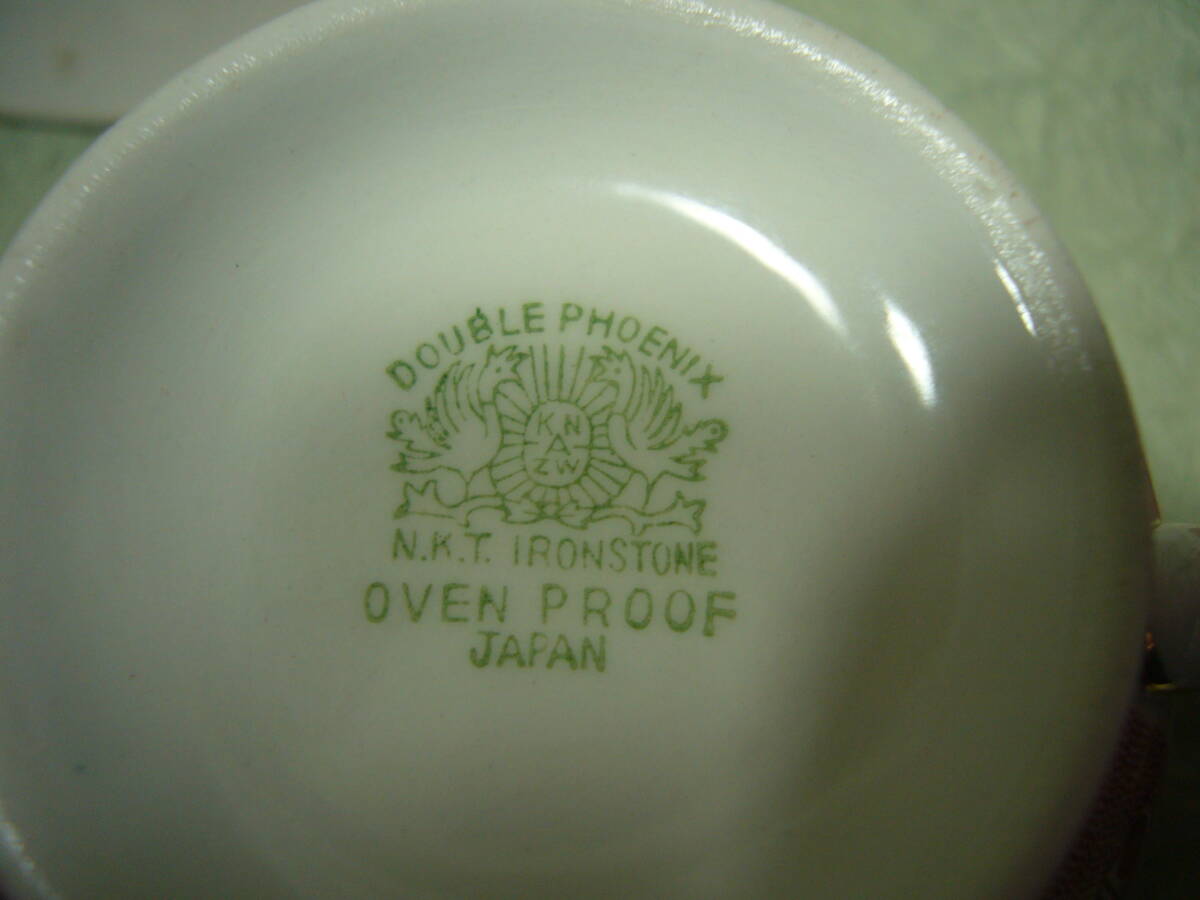 DOUBLE PHOENIX
KN
A
ZW
N.K.T. IRONSTONE
OVEN PROOF
JAPAN